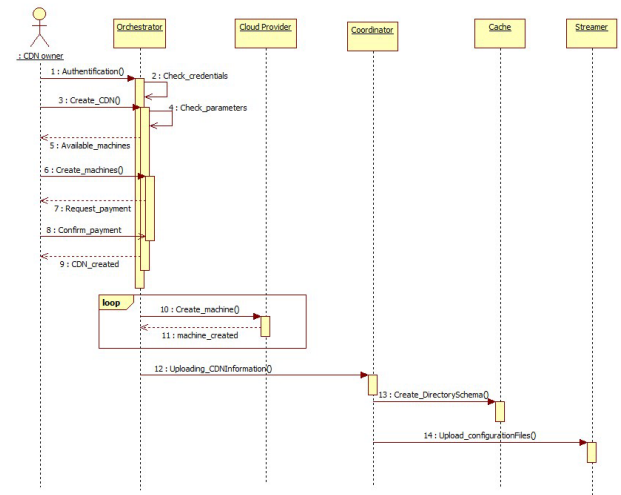 Orchestrator
Cloud Provider
Coordinator
Cache
Streamer
: CDN owner
1 : Authentification()
2 : Check_credentials
3 : Create_CDN()
4 : Check_parameters
5 : Available_machines
6 : Create_machines()
7 : Request_payment
8 : Confirm_payment
9 : CDN_created
loop
10 : Create_machine()
11 : machine_created
12 : Uploading_CDNInformation()
13 : Create_DirectorySchema()
14 : Upload_configurationFiles()